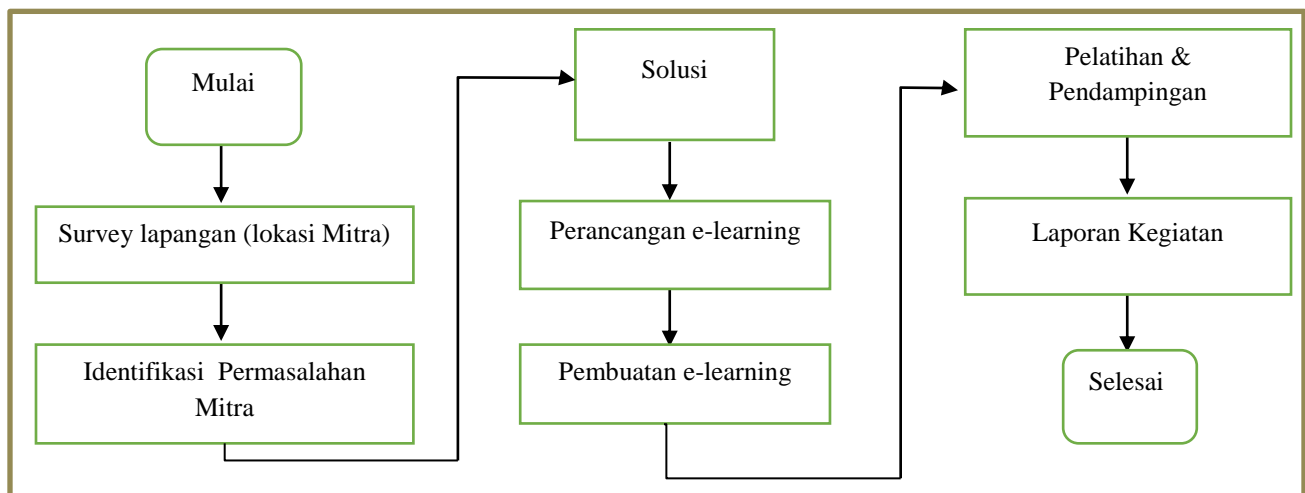 Mulai
Survey lapangan (lokasi Mitra)
Identifikasi Permasalahan
Mitra
Solusi
Perancangan e-learning
Pembuatan e-learning
Pelatihan &
Pendampingan
Laporan Kegiatan
Selesai